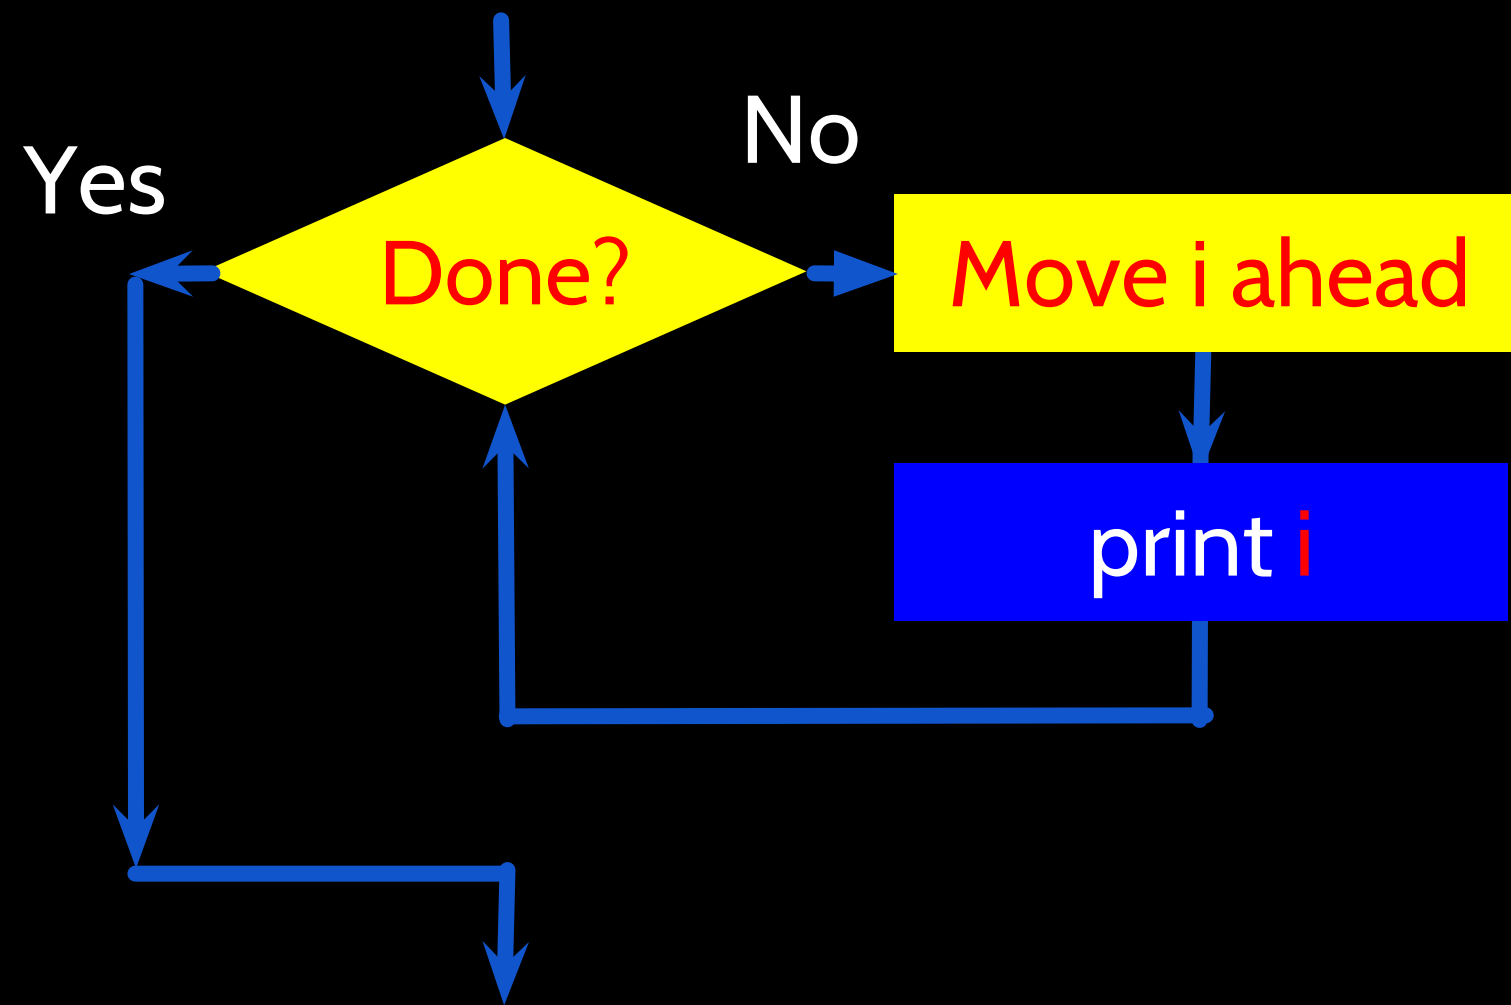 No
Yes
Done?
Move i ahead
print i